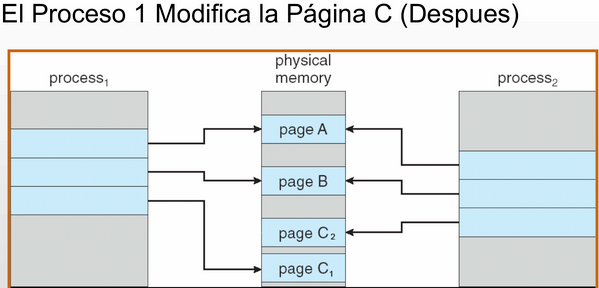 El Proceso 1 Modifica la Página C (Despues)
process₁
physical
memory
process₂
page A
page B
page C₂
page C₁